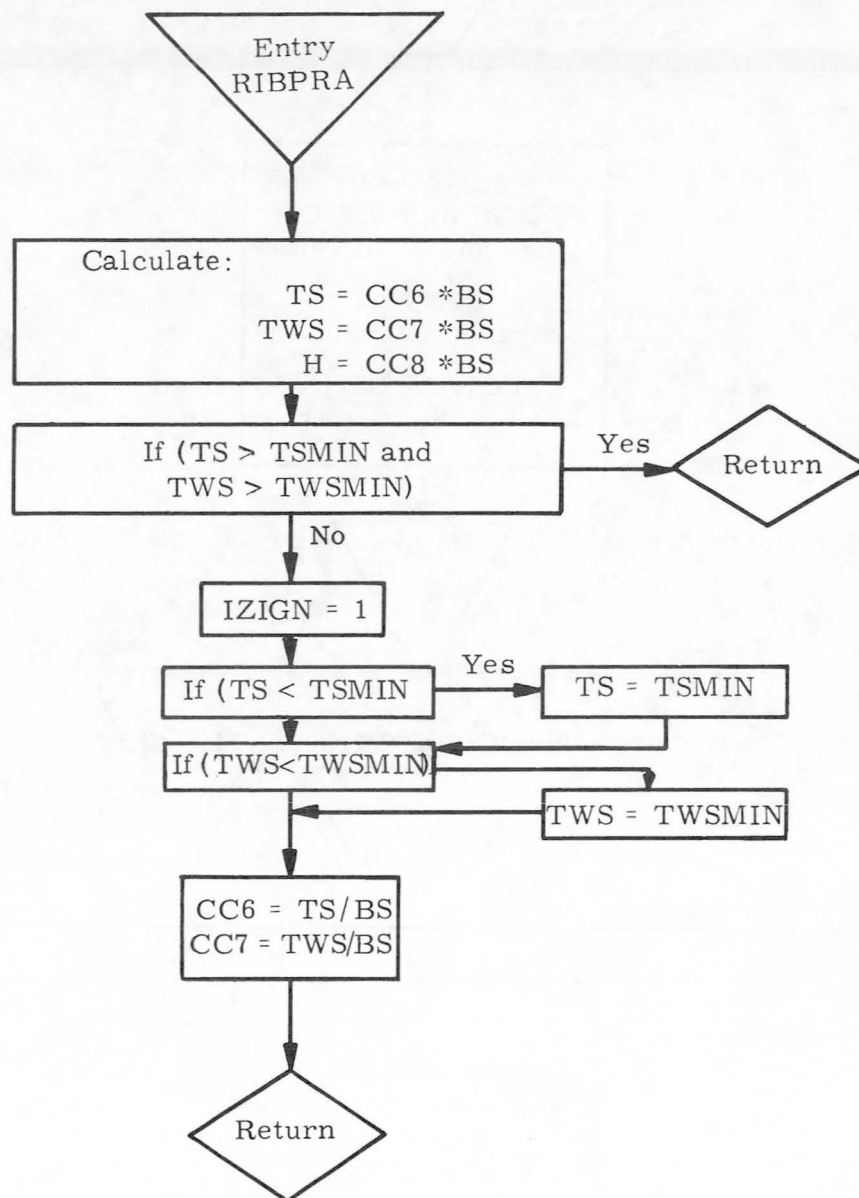 Entry
RIBPRA
Calculate:
TS = CC6 *BS
TWS = CC7 *BS
H = CC8 *BS
If (TS > TSMIN and
TWS > TWSMIN)
Yes
Return
No
IZIGN = 1
If (TS < TSMIN
Yes
TS = TSMIN
If (TWS<TWSMIN)
TWS = TWSMIN
CC6 = TS/BS
CC7 = TWS/BS
Return